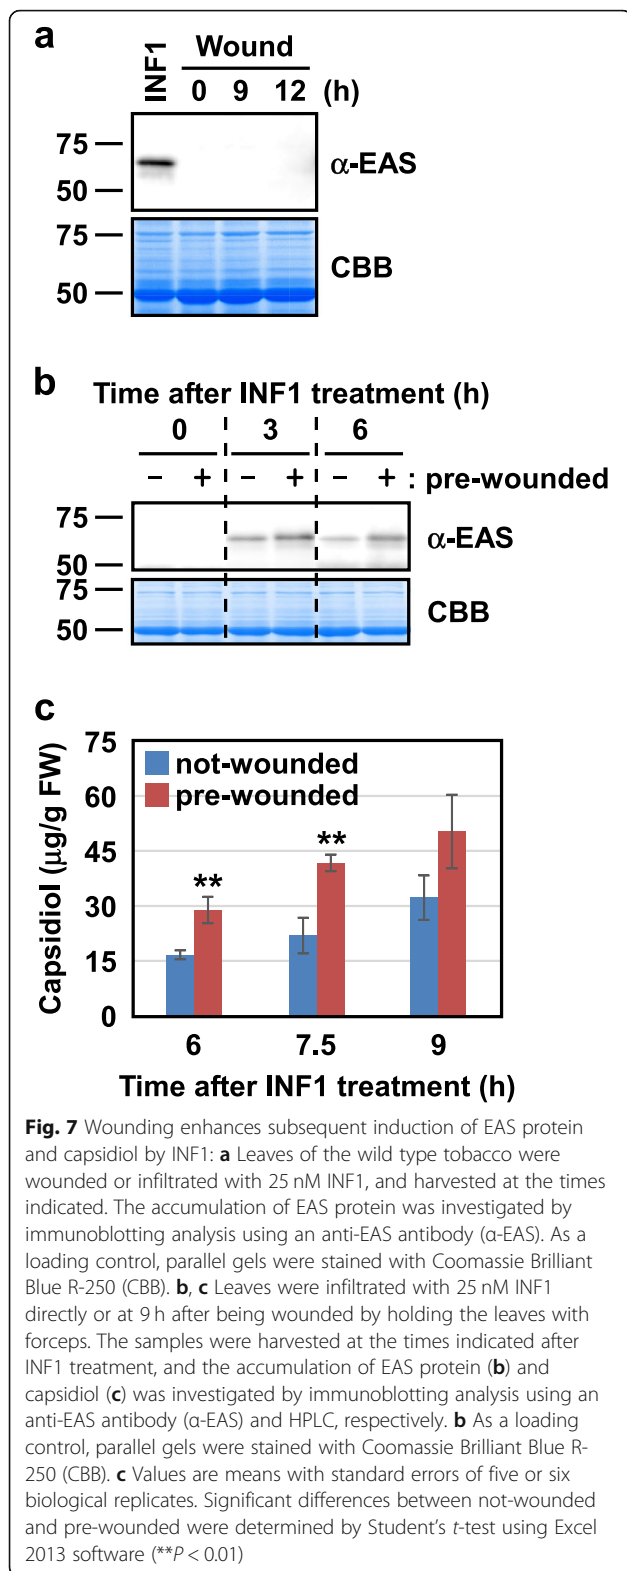 a
INF1
Wound
0 9 12 (h)
75
50
α-EAS
75
50
CBB
b
Time after INF1 treatment (h)
0 3 6
− + − + − + : pre-wounded
75
50
α-EAS
75
50
CBB
c
75
60
45
30
15
0
Capsidiol (μg/g FW)
not-wounded
pre-wounded
**
**
6 7.5 9
Time after INF1 treatment (h)
Fig. 7 Wounding enhances subsequent induction of EAS protein
and capsidiol by INF1: a Leaves of the wild type tobacco were
wounded or infiltrated with 25 nM INF1, and harvested at the times
indicated. The accumulation of EAS protein was investigated by
immunoblotting analysis using an anti-EAS antibody (α-EAS). As a
loading control, parallel gels were stained with Coomassie Brilliant
Blue R-250 (CBB). b, c Leaves were infiltrated with 25 nM INF1
directly or at 9 h after being wounded by holding the leaves with
forceps. The samples were harvested at the times indicated after
INF1 treatment, and the accumulation of EAS protein (b) and
capsidiol (c) was investigated by immunoblotting analysis using an
anti-EAS antibody (α-EAS) and HPLC, respectively. b As a loading
control, parallel gels were stained with Coomassie Brilliant Blue R-
250 (CBB). c Values are means with standard errors of five or six
biological replicates. Significant differences between not-wounded
and pre-wounded were determined by Student's t-test using Excel
2013 software (**P < 0.01)